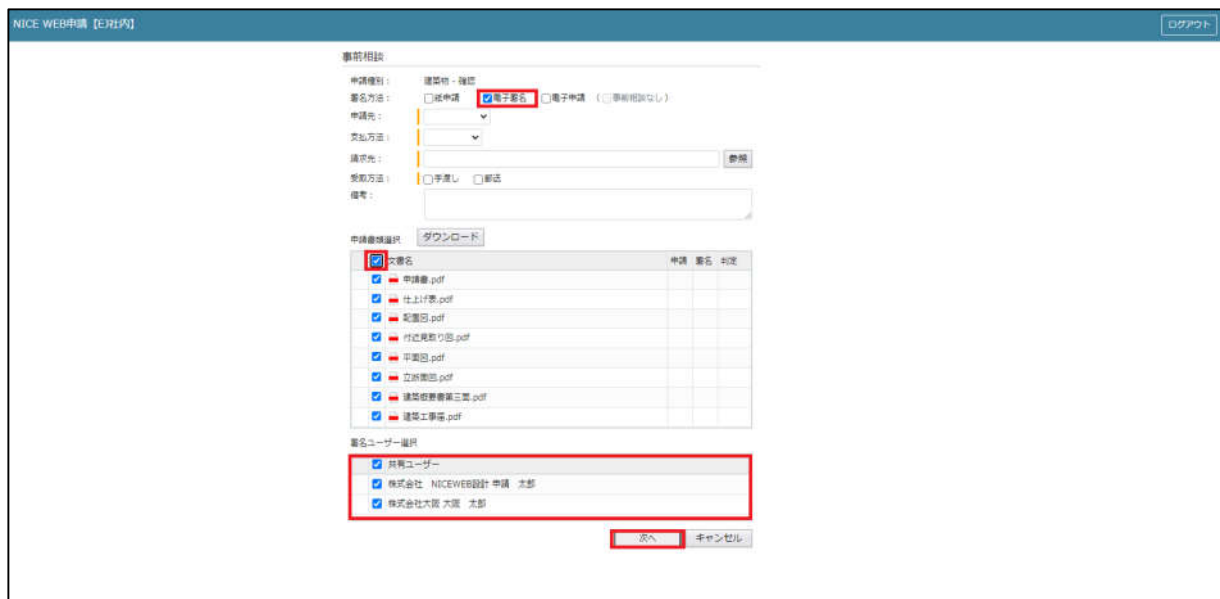 NICE WEB申請【EJ社内】
ログアウト
事前相談
申請種別： 建築物 - 確認
署名方法： 紙申請 電子署名 電子申請 （ 事前相談なし）
申請先：
支払方法：
請求先： 参照
受取方法： 手渡し 郵送
備考：
申請書類選択 ダウンロード
文書名 申請 署名 判定
申請書.pdf
仕上げ表.pdf
配置図.pdf
付近見取り図.pdf
平面図.pdf
立断面図.pdf
建築概要書第三面.pdf
建築工事届.pdf
署名ユーザー選択
共有ユーザー
株式会社 NICEWEB設計 申請 太郎
株式会社大阪 大阪 太郎
次へ キャンセル